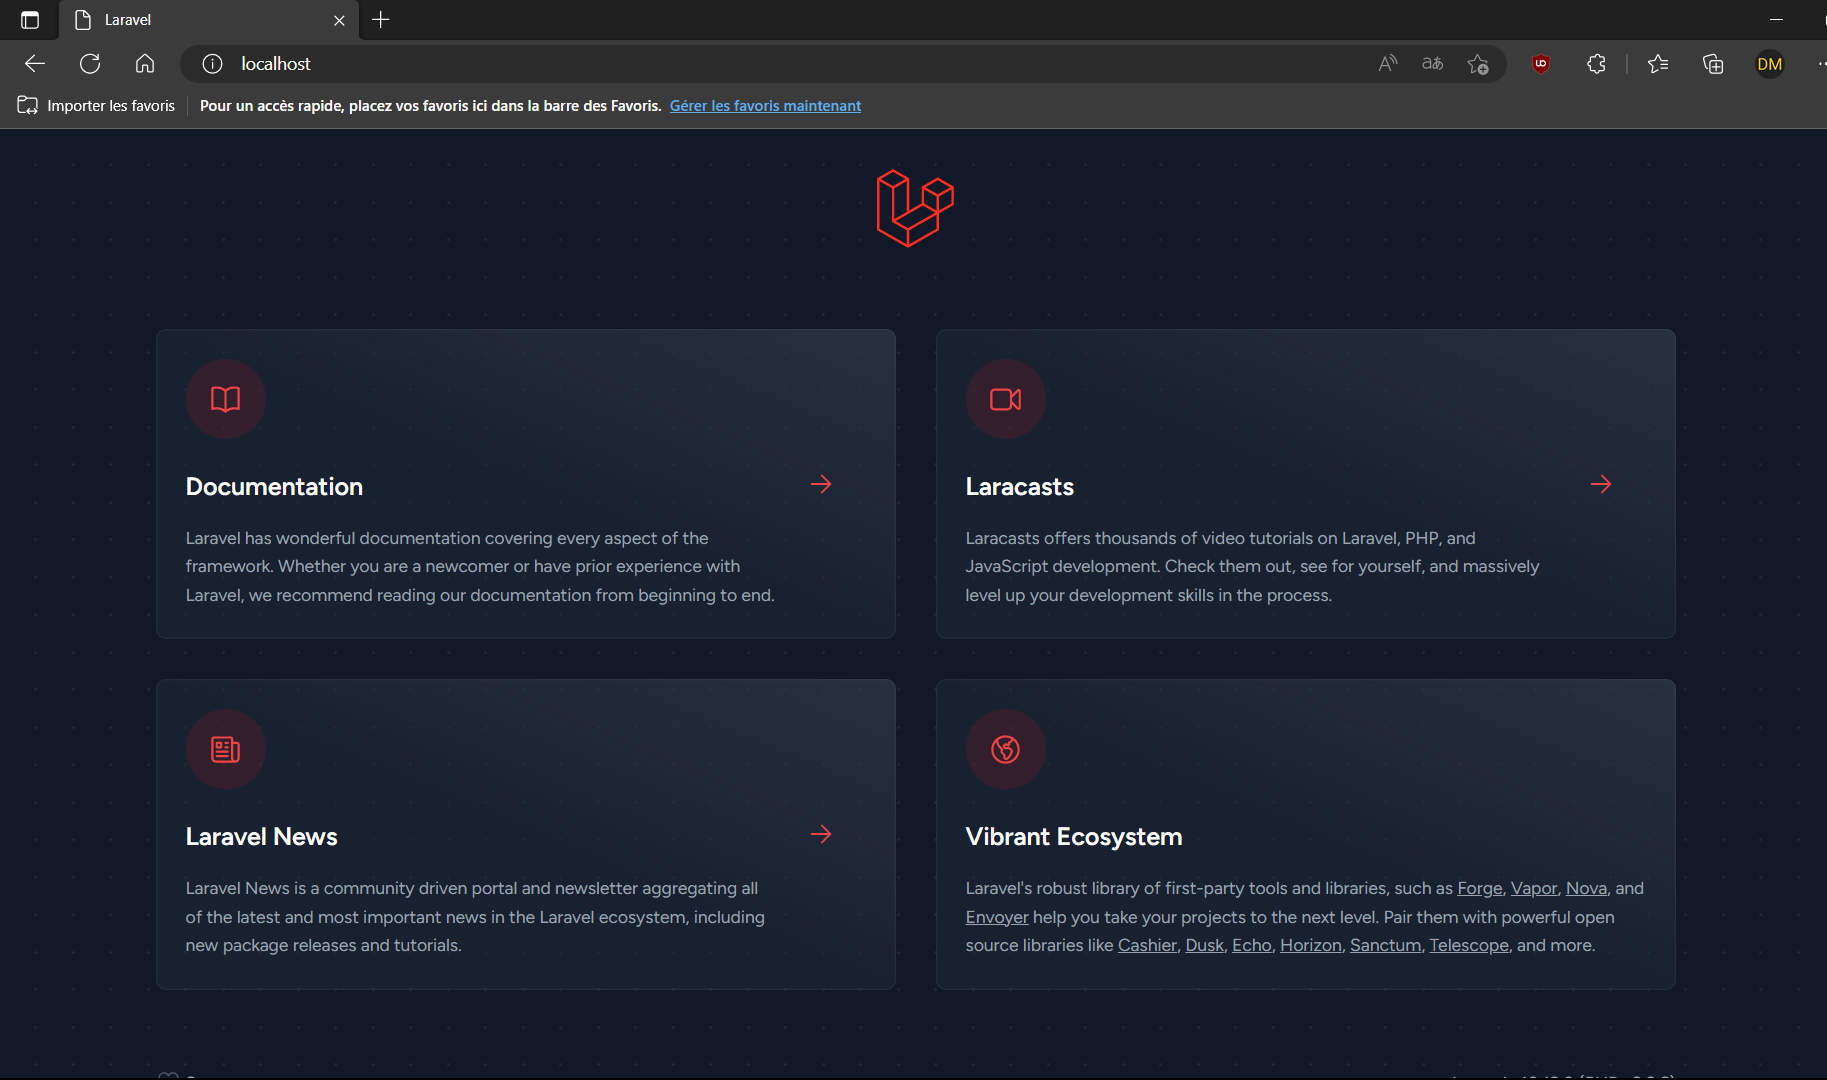 Laravel
localhost
DM
Importer les favoris
Pour un accès rapide, placez vos favoris ici dans la barre des Favoris. Gérer les favoris maintenant
Documentation
Laravel has wonderful documentation covering every aspect of the
framework. Whether you are a newcomer or have prior experience with
Laravel, we recommend reading our documentation from beginning to end.
Laracasts
Laracasts offers thousands of video tutorials on Laravel, PHP, and
JavaScript development. Check them out, see for yourself, and massively
level up your development skills in the process.
Laravel News
Laravel News is a community driven portal and newsletter aggregating all
of the latest and most important news in the Laravel ecosystem, including
new package releases and tutorials.
Vibrant Ecosystem
Laravel's robust library of first-party tools and libraries, such as Forge, Vapor, Nova, and
Envoyer help you take your projects to the next level. Pair them with powerful open
source libraries like Cashier, Dusk, Echo, Horizon, Sanctum, Telescope, and more.